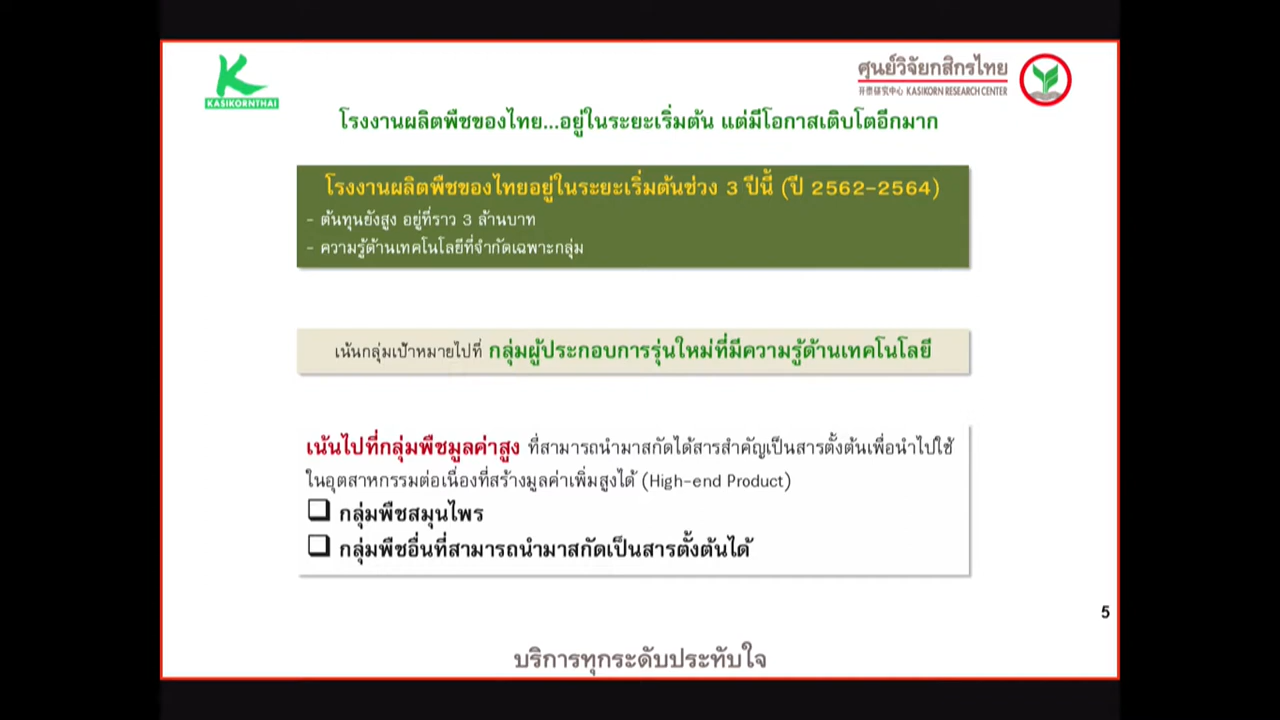 KASIKORNTHAI
ศูนย์วิจัยกสิกรไทย
开泰研究中心 KASIKORN RESEARCH CENTER
โรงงานผลิตพืชของไทย...อยู่ในระยะเริ่มต้น แต่มีโอกาสเติบโตอีกมาก
โรงงานผลิตพืชของไทยอยู่ในระยะเริ่มต้นช่วง 3 ปีนี้ (ปี 2562-2564)
- ต้นทุนยังสูง อยู่ที่ราว 3 ล้านบาท
- ความรู้ด้านเทคโนโลยีที่จำกัดเฉพาะกลุ่ม
เน้นกลุ่มเป้าหมายไปที่ กลุ่มผู้ประกอบการรุ่นใหม่ที่มีความรู้ด้านเทคโนโลยี
เน้นไปที่กลุ่มพืชมูลค่าสูง ที่สามารถนำมาสกัดได้สารสำคัญเป็นสารตั้งต้นเพื่อนำไปใช้
ในอุตสาหกรรมต่อเนื่องที่สร้างมูลค่าเพิ่มสูงได้ (High-end Product)
❑ กลุ่มพืชสมุนไพร
❑ กลุ่มพืชอื่นที่สามารถนำมาสกัดเป็นสารตั้งต้นได้
5
บริการทุกระดับประทับใจ